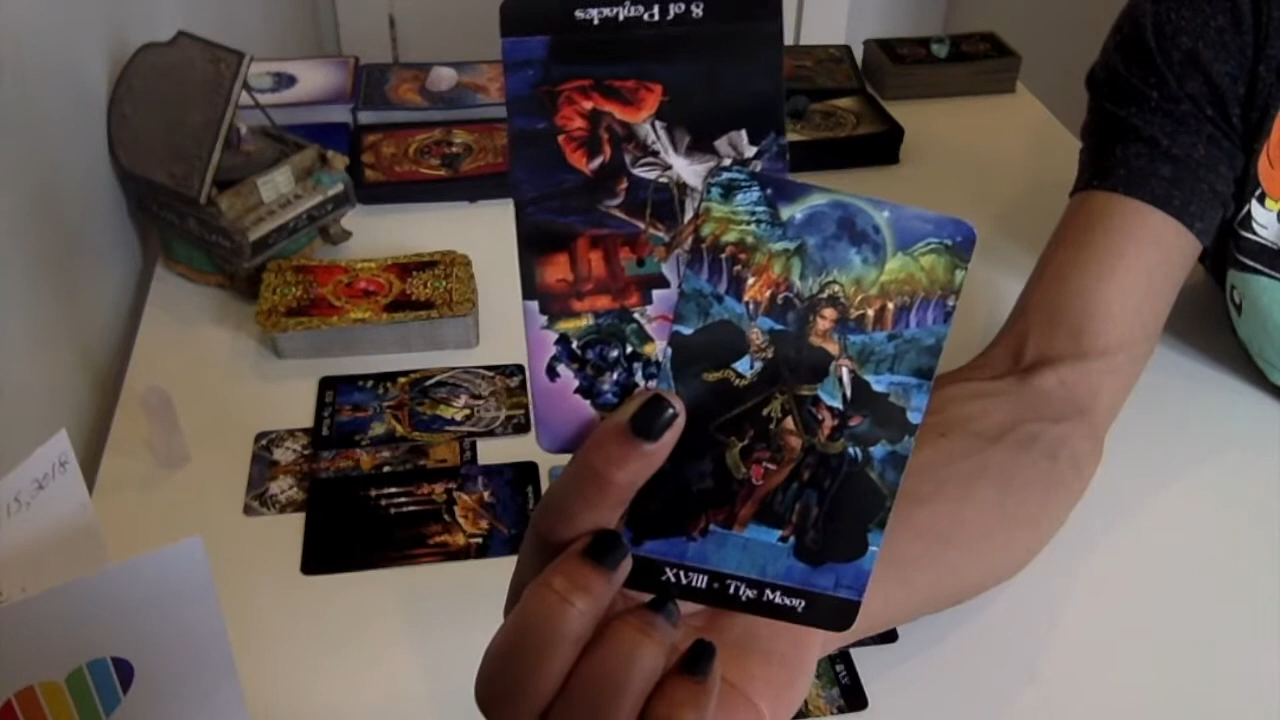 8 of Pentacles
XVIII • The Moon
15, 2018